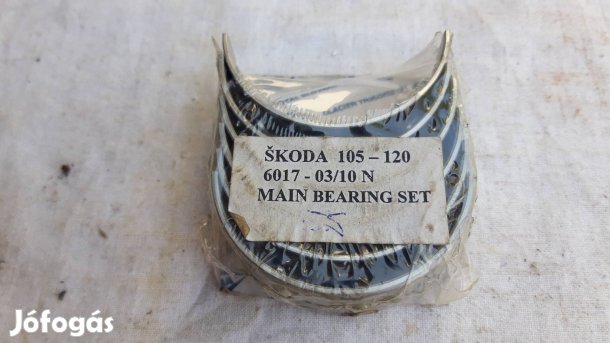 ŠKODA 105 – 120
6017 - 03/10 N
MAIN BEARING SET
Jófogás